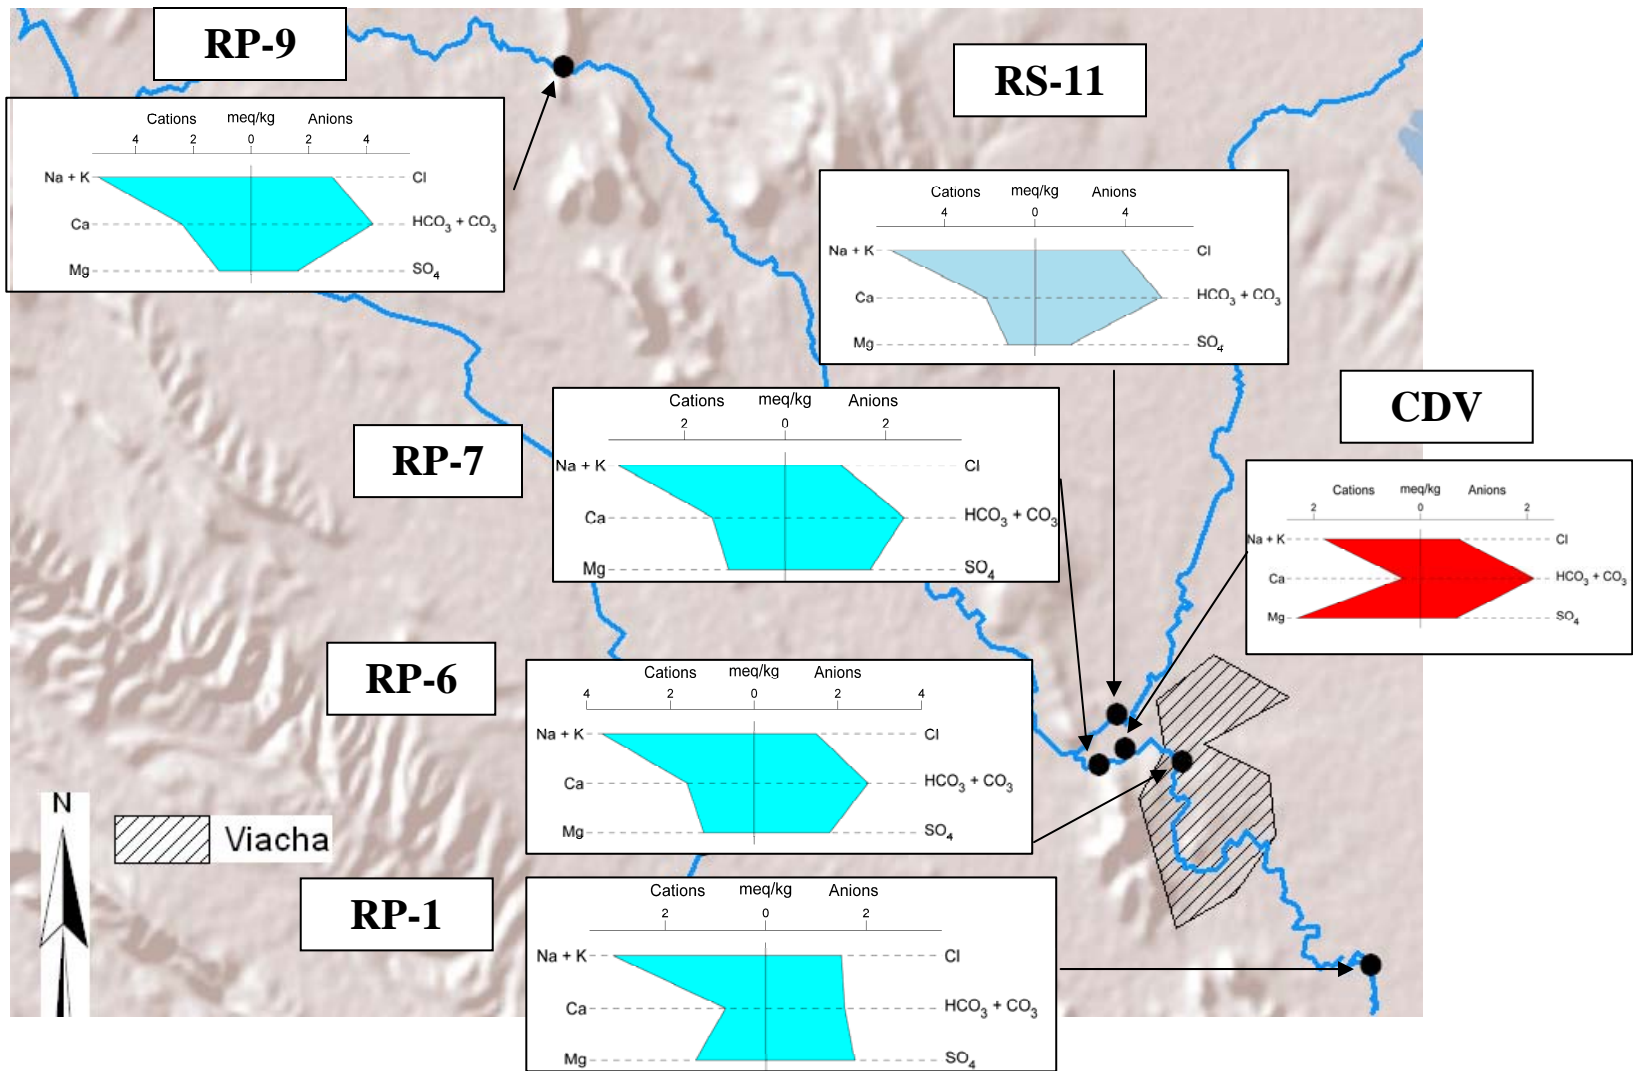 RP-9
Cations meq/kg Anions
4 2 0 2 4
Na + K Cl
Ca HCO3 + CO3
Mg SO4
RS-11
Cations meq/kg Anions
4 0 4
Na + K Cl
Ca HCO3 + CO3
Mg SO4
RP-7
Cations meq/kg Anions
2 0 2
Na + K Cl
Ca HCO3 + CO3
Mg SO4
CDV
Cations meq/kg Anions
2 0 2
Na + K Cl
Ca HCO3 + CO3
Mg SO4
RP-6
Cations meq/kg Anions
4 2 0 2 4
Na + K Cl
Ca HCO3 + CO3
Mg SO4
N
Viacha
RP-1
Cations meq/kg Anions
2 0 2
Na + K Cl
Ca HCO3 + CO3
Mg SO4